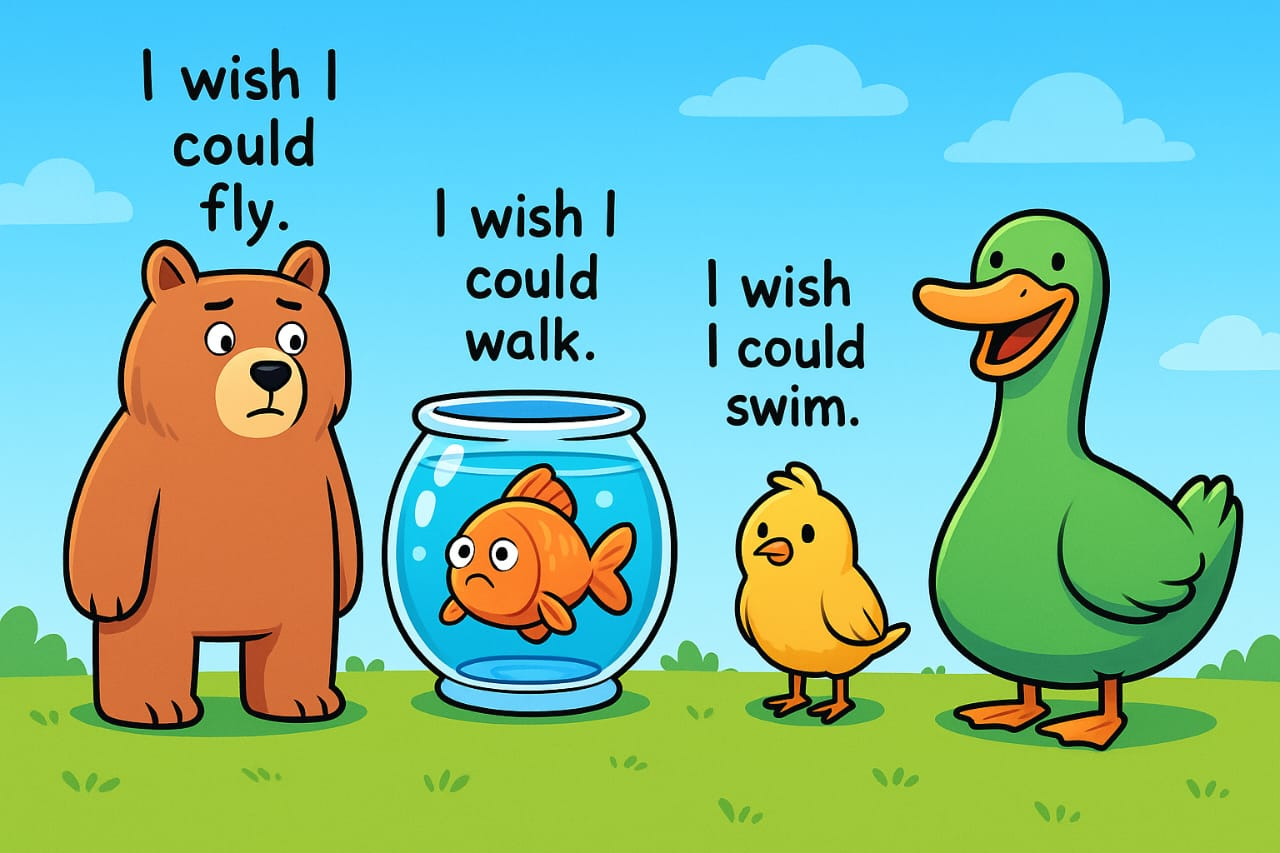 I wish I
could
fly.
I wish I
could
walk.
I wish
I could
swim.